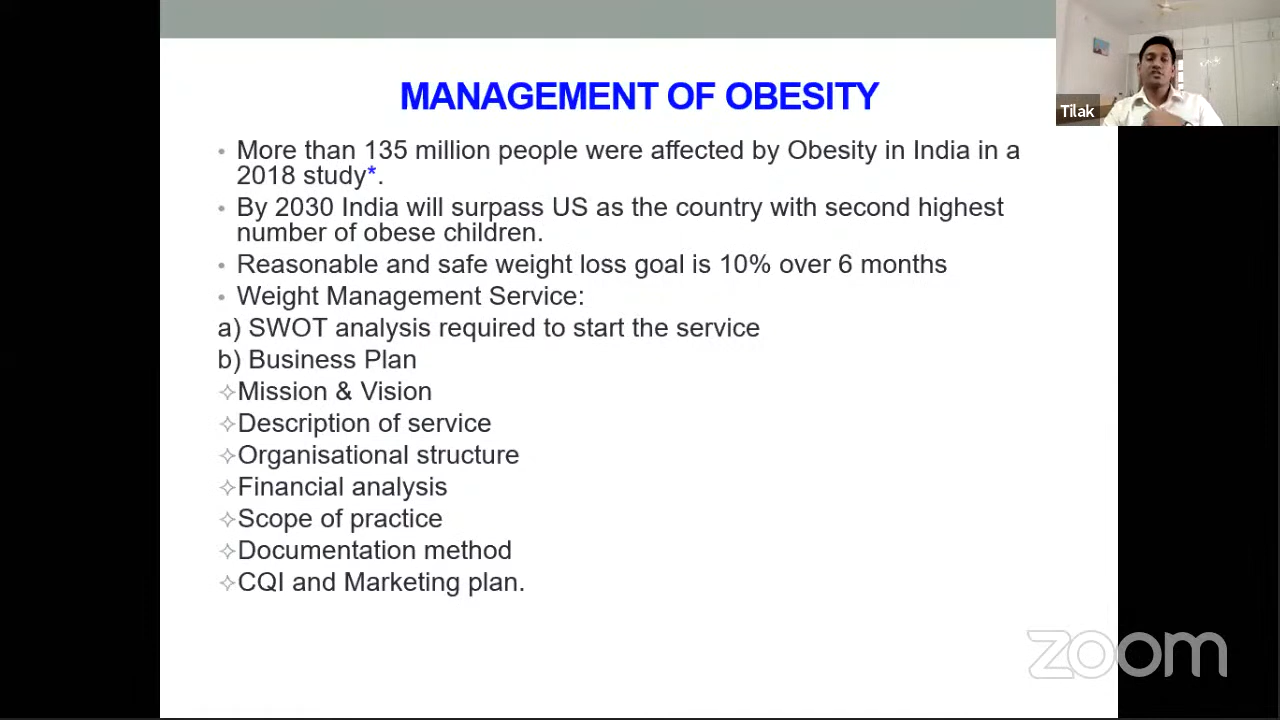 MANAGEMENT OF OBESITY
• More than 135 million people were affected by Obesity in India in a
2018 study*.
• By 2030 India will surpass US as the country with second highest
number of obese children.
• Reasonable and safe weight loss goal is 10% over 6 months
• Weight Management Service:
a) SWOT analysis required to start the service
b) Business Plan
✧Mission & Vision
✧Description of service
✧Organisational structure
✧Financial analysis
✧Scope of practice
✧Documentation method
✧CQI and Marketing plan.
Tilak
zoom